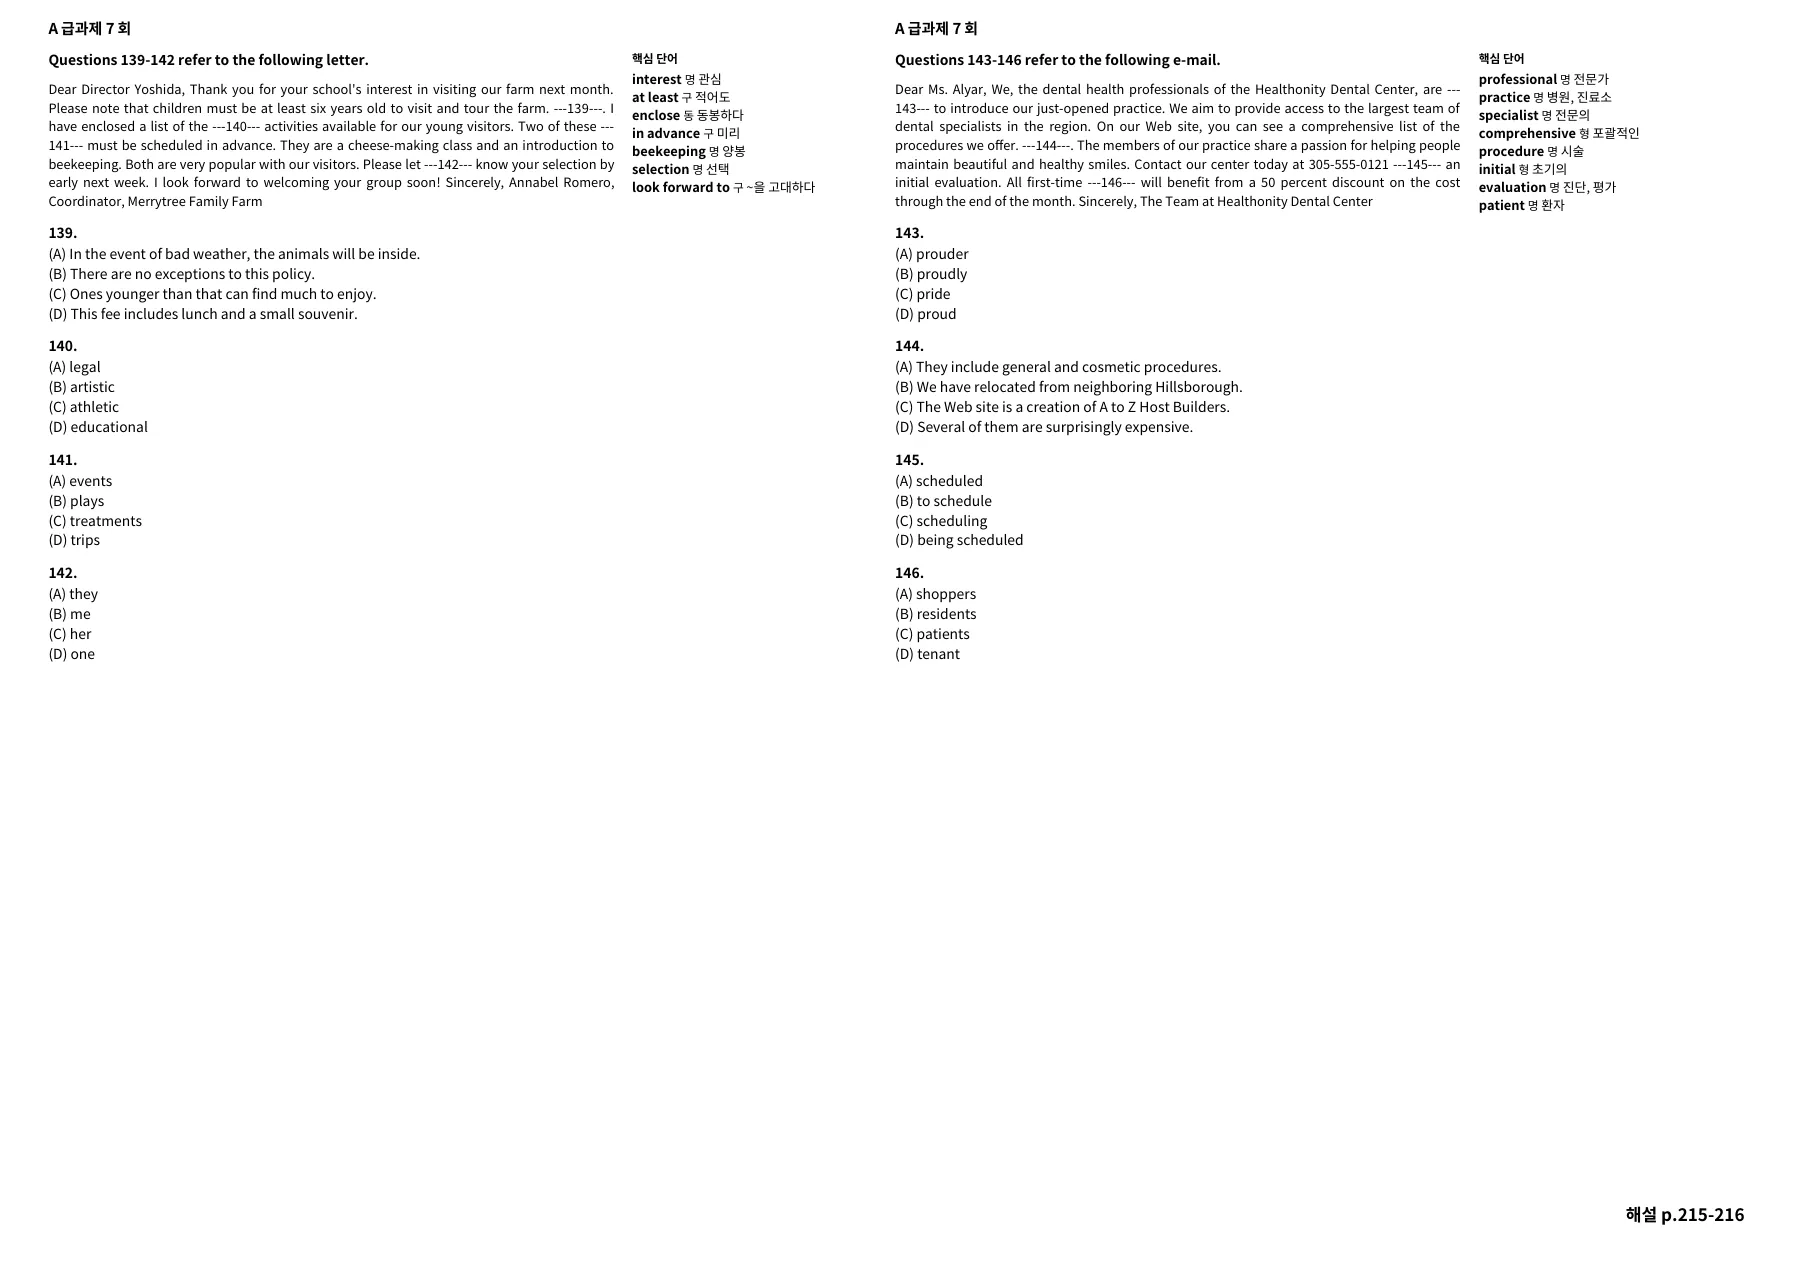 A 급과제 7 회
Questions 139-142 refer to the following letter.
Dear Director Yoshida, Thank you for your school's interest in visiting our farm next month.
Please note that children must be at least six years old to visit and tour the farm. ---139---. I
have enclosed a list of the ---140--- activities available for our young visitors. Two of these ---
141--- must be scheduled in advance. They are a cheese-making class and an introduction to
beekeeping. Both are very popular with our visitors. Please let ---142--- know your selection by
early next week. I look forward to welcoming your group soon! Sincerely, Annabel Romero,
Coordinator, Merrytree Family Farm
핵심 단어
interest 명 관심
at least 구 적어도
enclose 동 동봉하다
in advance 구 미리
beekeeping 명 양봉
selection 명 선택
look forward to 구 ~을 고대하다
139.
(A) In the event of bad weather, the animals will be inside.
(B) There are no exceptions to this policy.
(C) Ones younger than that can find much to enjoy.
(D) This fee includes lunch and a small souvenir.
140.
(A) legal
(B) artistic
(C) athletic
(D) educational
141.
(A) events
(B) plays
(C) treatments
(D) trips
142.
(A) they
(B) me
(C) her
(D) one
A 급과제 7 회
Questions 143-146 refer to the following e-mail.
Dear Ms. Alyar, We, the dental health professionals of the Healthonity Dental Center, are ---
143--- to introduce our just-opened practice. We aim to provide access to the largest team of
dental specialists in the region. On our Web site, you can see a comprehensive list of the
procedures we offer. ---144---. The members of our practice share a passion for helping people
maintain beautiful and healthy smiles. Contact our center today at 305-555-0121 ---145--- an
initial evaluation. All first-time ---146--- will benefit from a 50 percent discount on the cost
through the end of the month. Sincerely, The Team at Healthonity Dental Center
핵심 단어
professional 명 전문가
practice 명 병원, 진료소
specialist 명 전문의
comprehensive 형 포괄적인
procedure 명 시술
initial 형 초기의
evaluation 명 진단, 평가
patient 명 환자
143.
(A) prouder
(B) proudly
(C) pride
(D) proud
144.
(A) They include general and cosmetic procedures.
(B) We have relocated from neighboring Hillsborough.
(C) The Web site is a creation of A to Z Host Builders.
(D) Several of them are surprisingly expensive.
145.
(A) scheduled
(B) to schedule
(C) scheduling
(D) being scheduled
146.
(A) shoppers
(B) residents
(C) patients
(D) tenant
해설 p.215-216